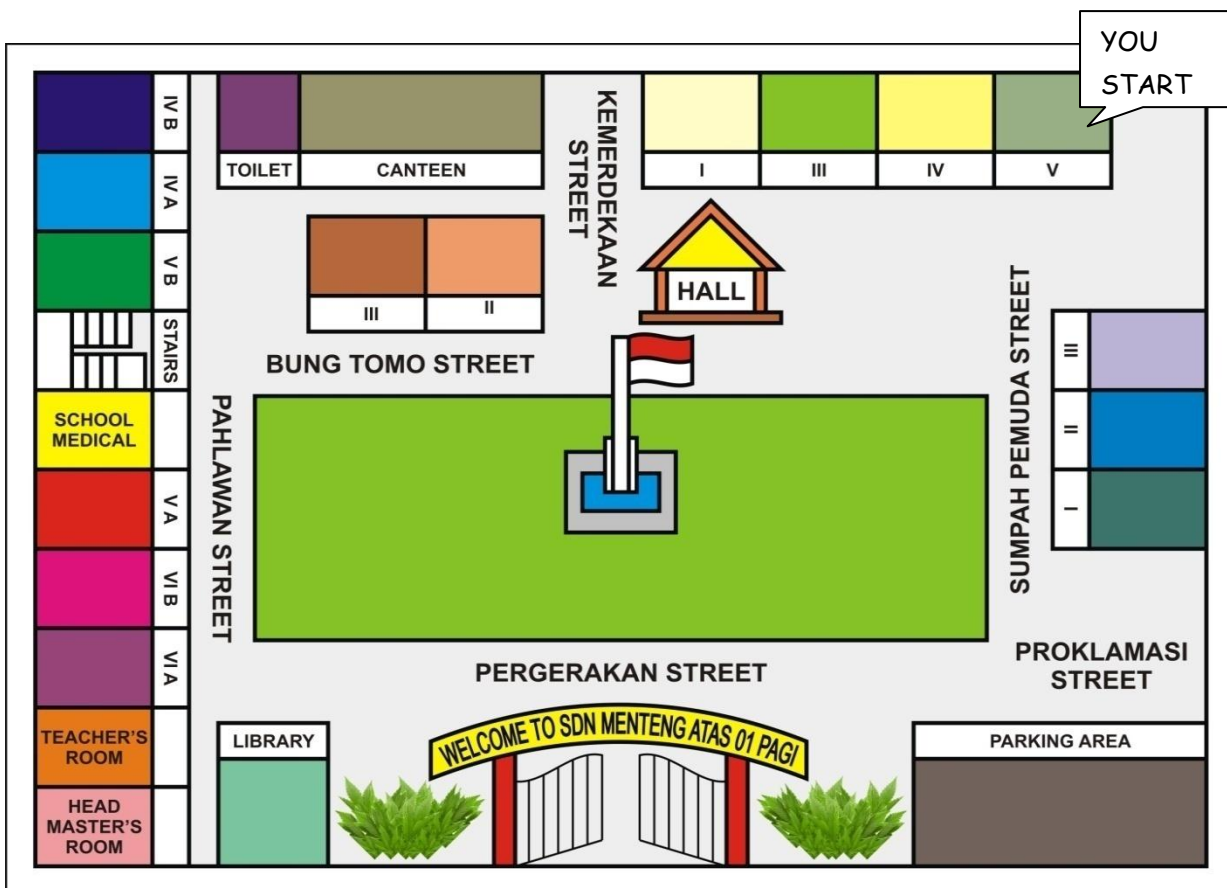 YOU
START
IV B
IV A
V B
STAIRS
SCHOOL
MEDICAL
V A
VI B
VI A
TEACHER'S
ROOM
HEAD
MASTER'S
ROOM
TOILET
CANTEEN
KEMERDEKAAN
STREET
I
III
IV
V
III
II
HALL
BUNG TOMO STREET
PAHLAWAN STREET
SUMPAH PEMUDA STREET
III
II
I
PERGERAKAN STREET
PROKLAMASI
STREET
LIBRARY
WELCOME TO SDN MENTENG ATAS 01 PAGI
PARKING AREA